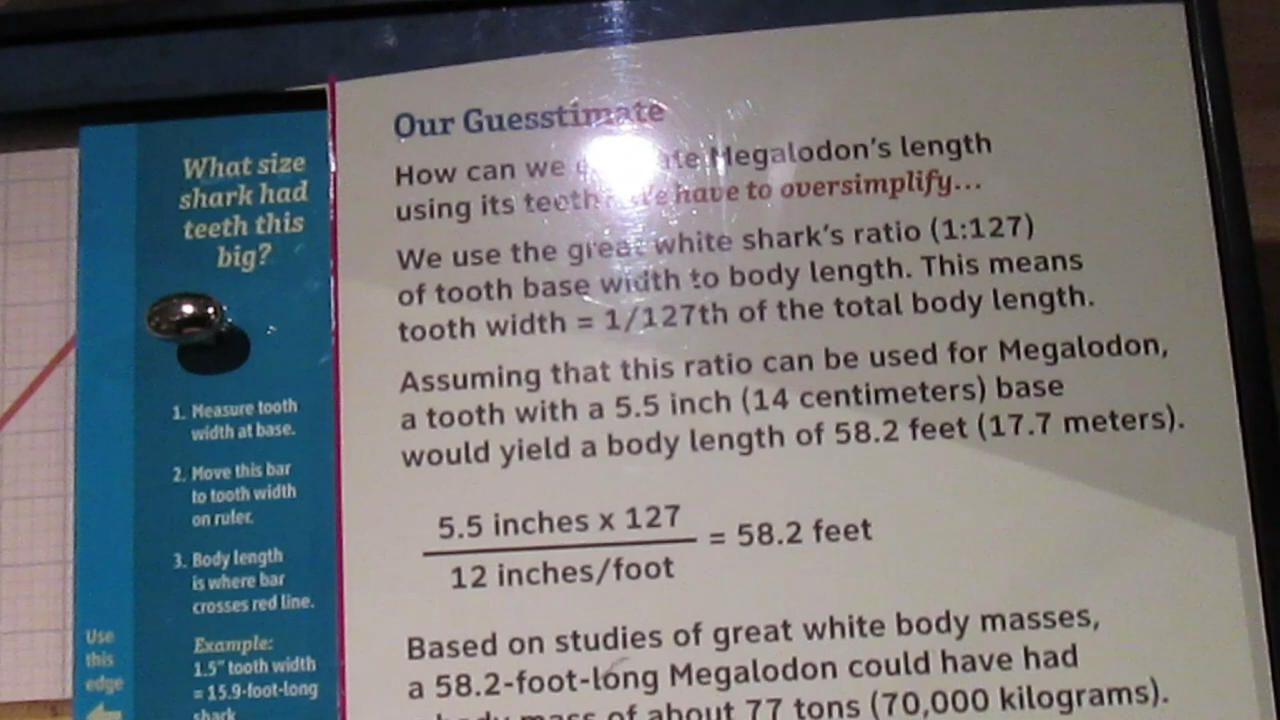 What size
shark had
teeth this
big?
1. Measure tooth
width at base.
2. Move this bar
to tooth width
on ruler.
3. Body length
is where bar
crosses red line.
Use
this
edge
Example:
1.5" tooth width
= 15.9-foot-long
shark
Our Guesstimate
How can we Megalodon's length
using its teeth? We have to oversimplify...
We use the great white shark's ratio (1:127)
of tooth base width to body length. This means
tooth width = 1/127th of the total body length.
Assuming that this ratio can be used for Megalodon,
a tooth with a 5.5 inch (14 centimeters) base
would yield a body length of 58.2 feet (17.7 meters).
5.5 inches x 127
= 58.2 feet
12 inches/foot
Based on studies of great white body masses,
a 58.2-foot-long Megalodon could have had
body mass of about 77 tons (70,000 kilograms).